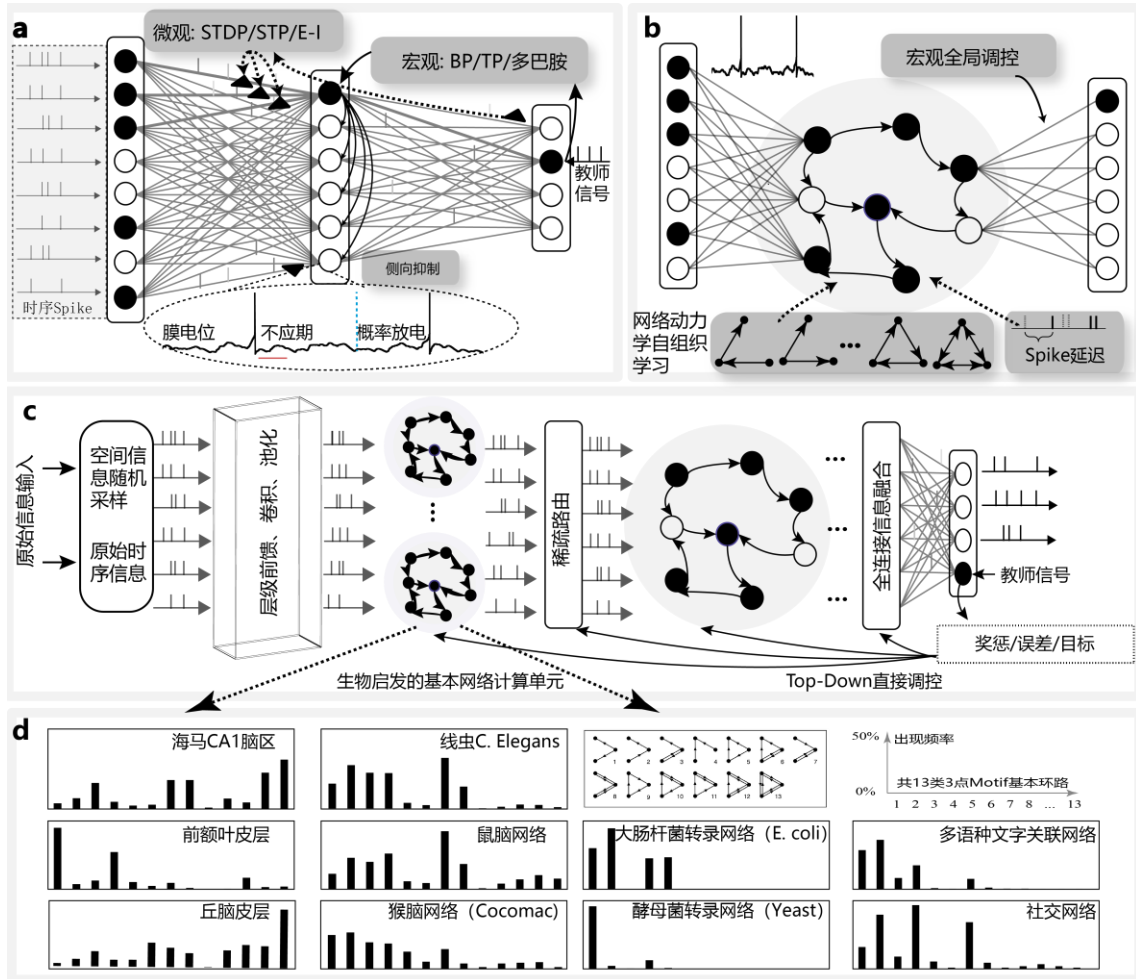 a
微观: STDP/STP/E-I
宏观: BP/TP/多巴胺
教师
信号
侧向抑制
时序Spike
膜电位
不应期
概率放电
b
宏观全局调控
网络动力
学自组织
学习
...
Spike延迟
c
原始信息输入
空间信
息随机
采样
原始时
序信息
层级前馈、卷积、池化
...
稀疏路由
...
...
...
全连接信息融合
教师信号
奖惩/误差/目标
生物启发的基本网络计算单元
Top-Down直接调控
d
海马CA1脑区
线虫C. Elegans
1 2 3 4 5 6 7
8 9 10 11 12 13
50%
出现频率
共13类3点Motif基本环路
0%
1 2 3 4 5 6 7 8 ... 13
前额叶皮层
鼠脑网络
大肠杆菌转录网络（E. coli）
多语种文字关联网络
丘脑皮层
猴脑网络（Cocomac）
酵母菌转录网络（Yeast）
社交网络